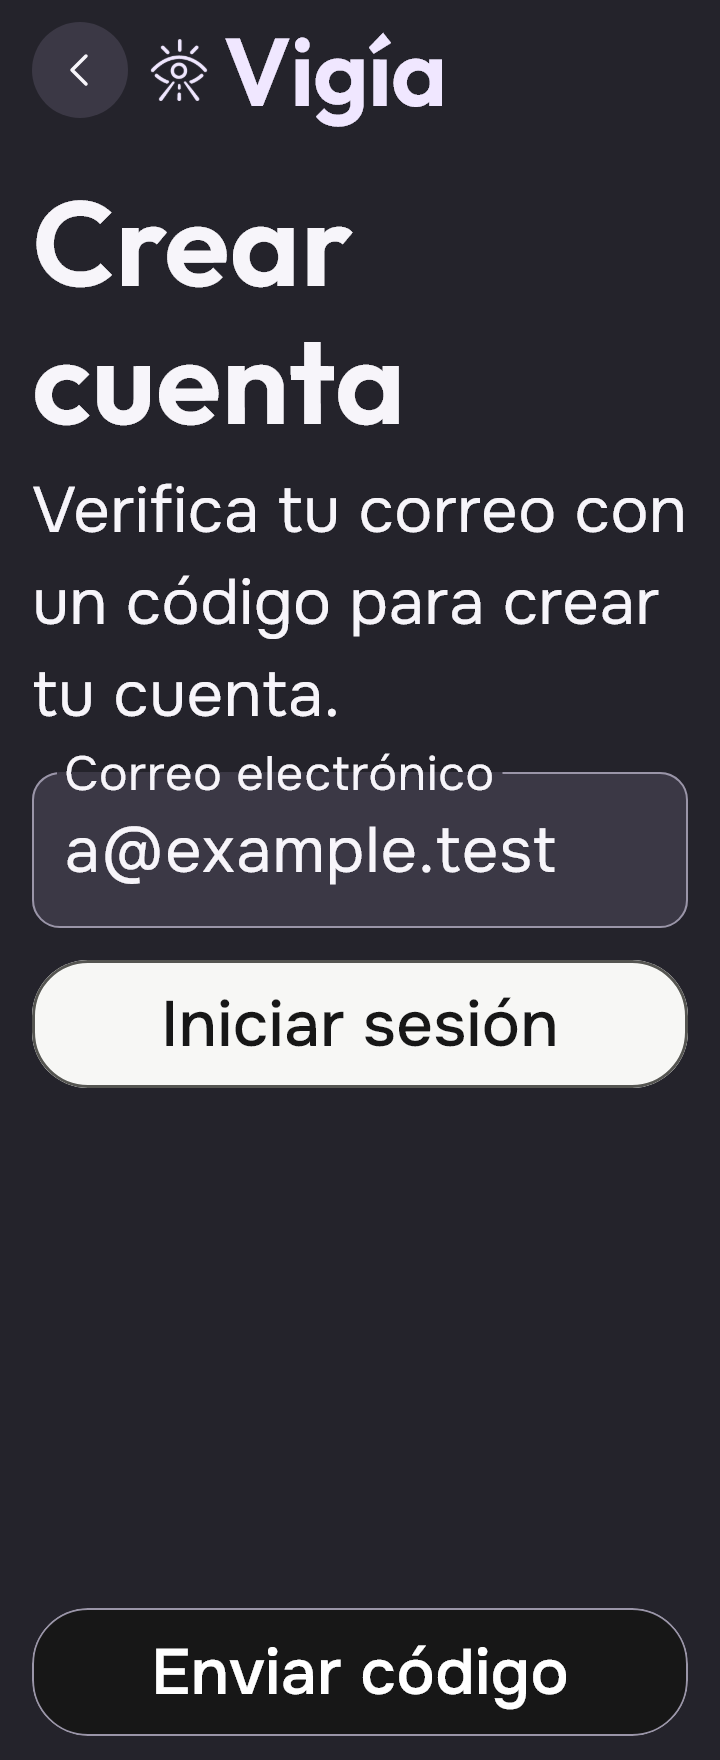 Vigía
Crear
cuenta
Verifica tu correo con
un código para crear
tu cuenta.
Correo electrónico
a@example.test
Iniciar sesión
Enviar código